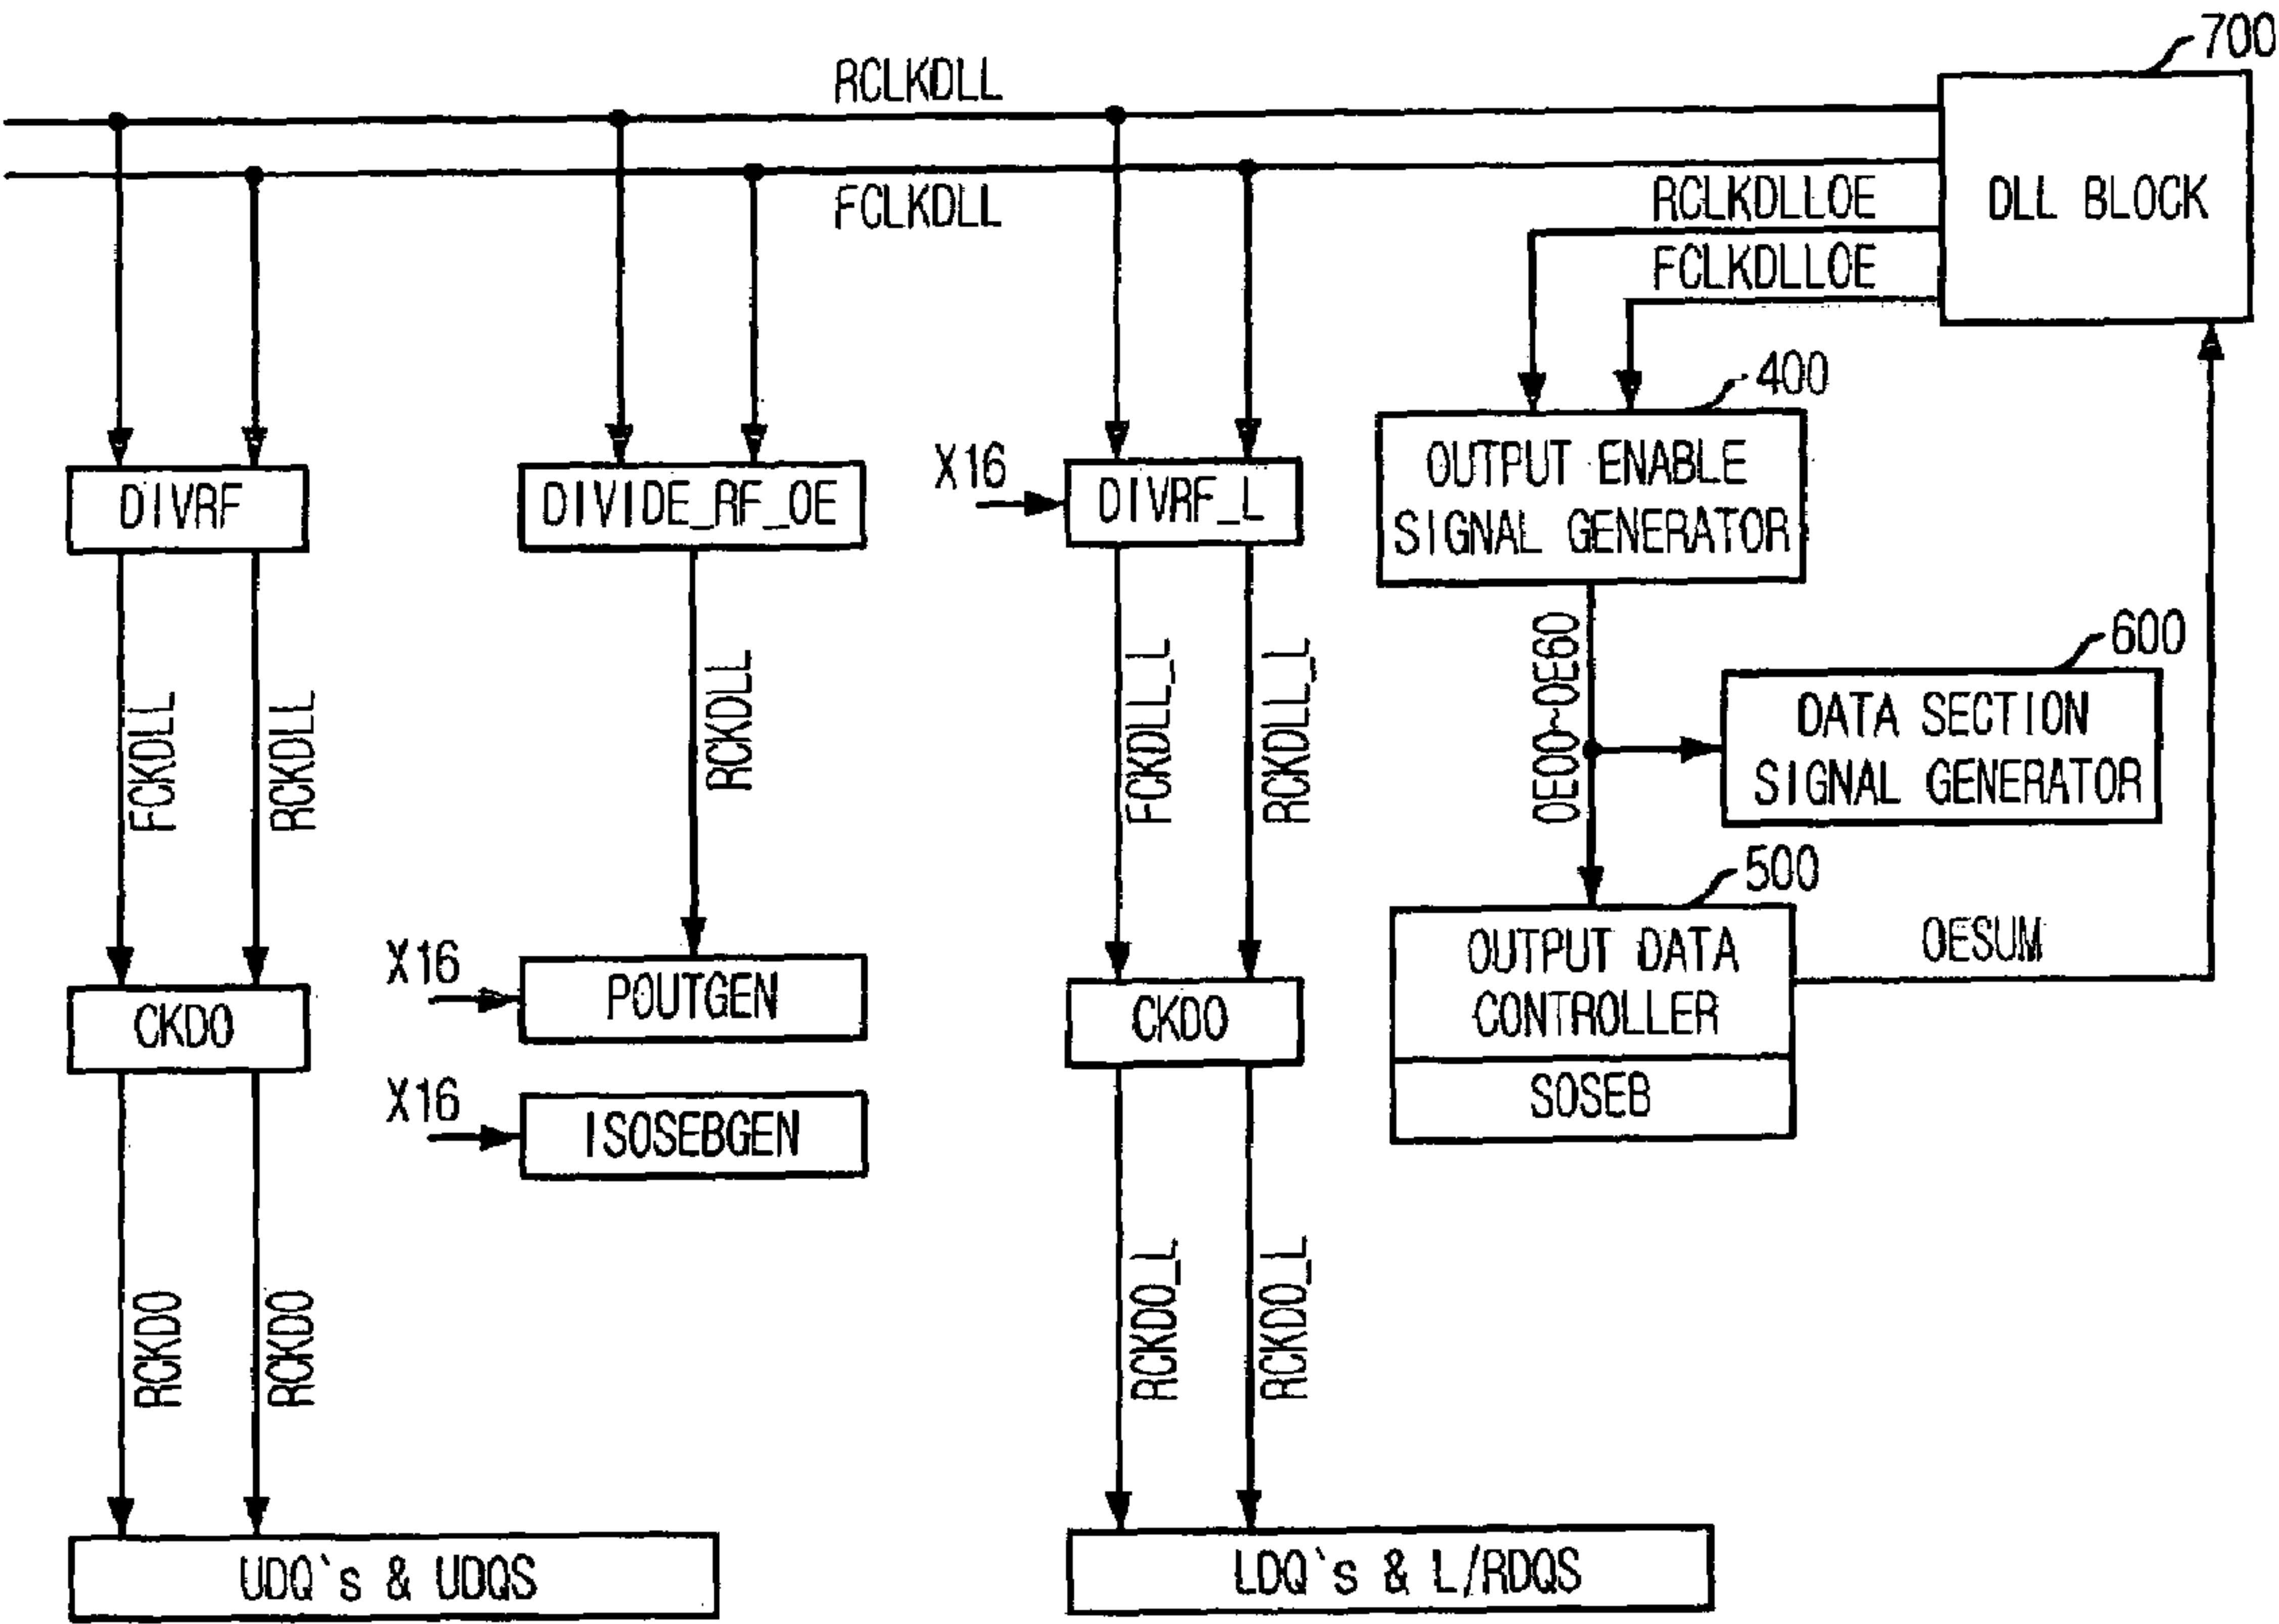 700
RCLKDLL
FCLKDLL
RCLKDLLOE
FCLKDLLOE
DLL BLOCK
400
X16
DIVRF
DIVIDE_RF_OE
DIVRF_L
OUTPUT ENABLE
SIGNAL GENERATOR
FCKDLL
RCKDLL
RCKDLL
FCKDLL_L
RCKDLL_L
OE00~OE60
600
DATA SECTION
SIGNAL GENERATOR
500
X16
CKDO
POUTGEN
CKDO
OUTPUT DATA
CONTROLLER
OESUM
X16
ISOSEBGEN
SOSEB
RCKDO
RCKDO
RCKDO_L
RCKDO_L
UDQ`s & UDQS
LDQ`s & L/RDQS